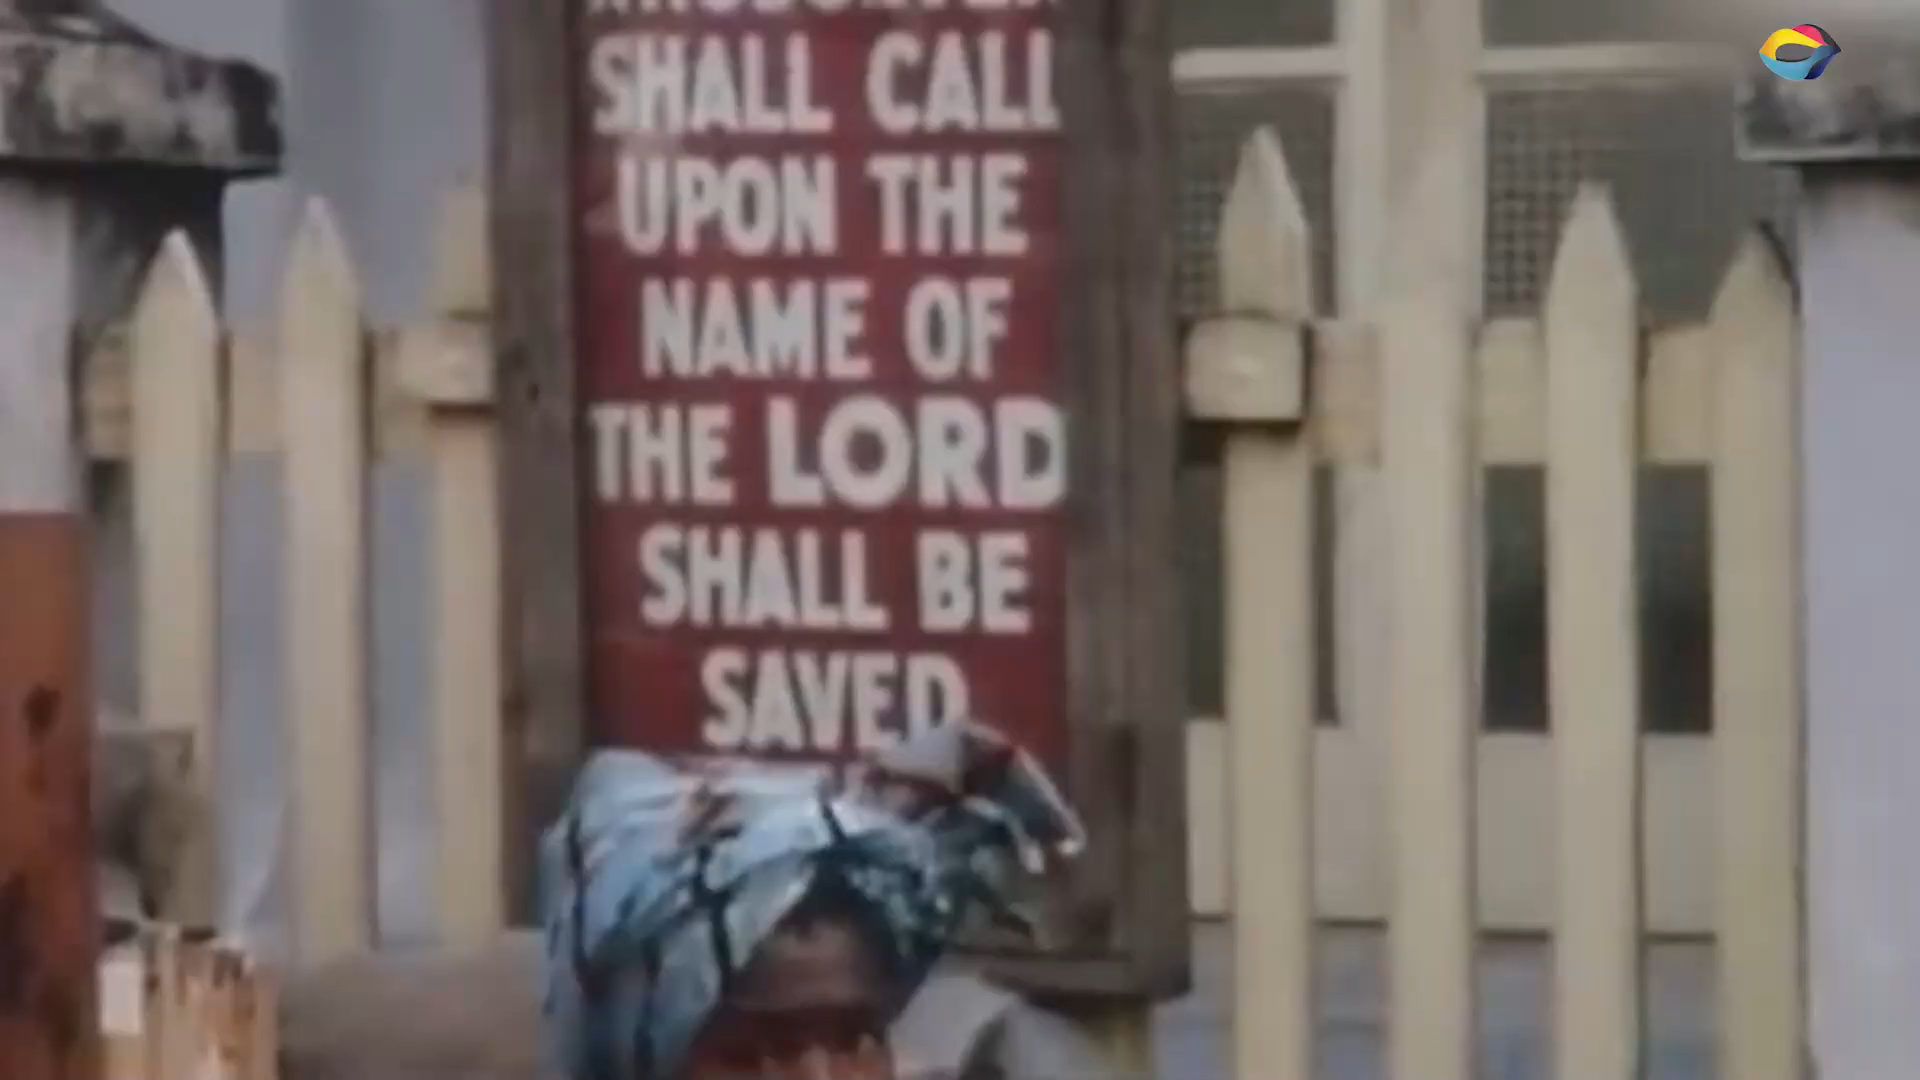 SHALL CALL
UPON THE
NAME OF
THE LORD
SHALL BE
SAVED